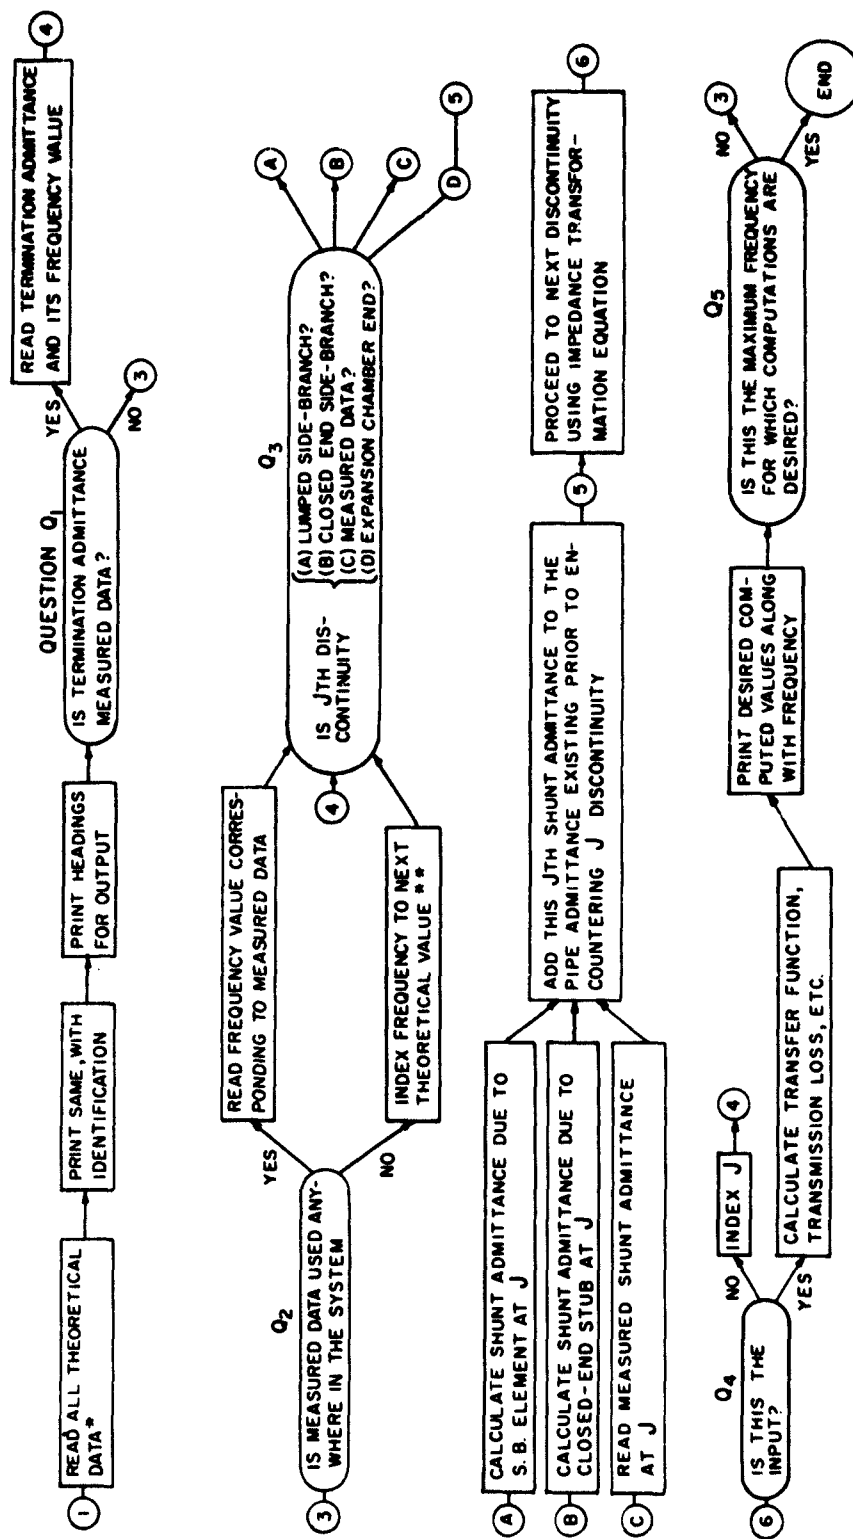 1
READ ALL THEORETICAL
DATA*
PRINT SAME, WITH
IDENTIFICATION
PRINT HEADINGS
FOR OUTPUT
QUESTION Q1
IS TERMINATION ADMITTANCE
MEASURED DATA?
YES
NO
3
READ TERMINATION ADMITTANCE
AND ITS FREQUENCY VALUE
4
3
Q2
IS MEASURED DATA USED ANY-
WHERE IN THE SYSTEM
YES
NO
READ FREQUENCY VALUE CORRES-
PONDING TO MEASURED DATA
INDEX FREQUENCY TO NEXT
THEORETICAL VALUE **
4
Q3
IS JTH DIS-
CONTINUITY
(A) LUMPED SIDE-BRANCH?
(B) CLOSED END SIDE-BRANCH?
(C) MEASURED DATA?
(D) EXPANSION CHAMBER END?
A
B
C
D
5
A
CALCULATE SHUNT ADMITTANCE DUE TO
S.B. ELEMENT AT J
B
CALCULATE SHUNT ADMITTANCE DUE TO
CLOSED-END STUB AT J
C
READ MEASURED SHUNT ADMITTANCE
AT J
ADD THIS JTH SHUNT ADMITTANCE TO THE
PIPE ADMITTANCE EXISTING PRIOR TO EN-
COUNTERING J DISCONTINUITY
5
PROCEED TO NEXT DISCONTINUITY
USING IMPEDANCE TRANSFOR-
MATION EQUATION
6
6
Q4
IS THIS THE
INPUT?
NO
YES
INDEX J
4
CALCULATE TRANSFER FUNCTION,
TRANSMISSION LOSS, ETC.
PRINT DESIRED COM-
PUTED VALUES ALONG
WITH FREQUENCY
Q5
IS THIS THE MAXIMUM FREQUENCY
FOR WHICH COMPUTATIONS ARE
DESIRED?
NO
3
YES
END